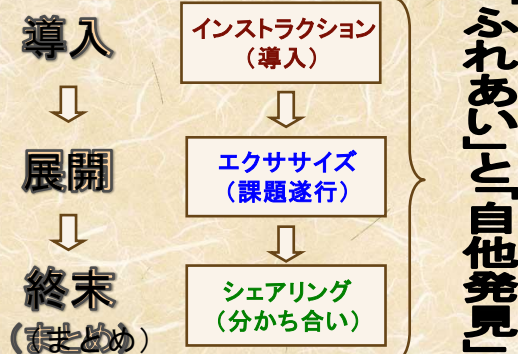 導入
インストラクション
(導入)
展開
エクササイズ
(課題遂行)
終末
(まとめ)
シェアリング
(分かち合い)
「ふれあい」と「自他発見」